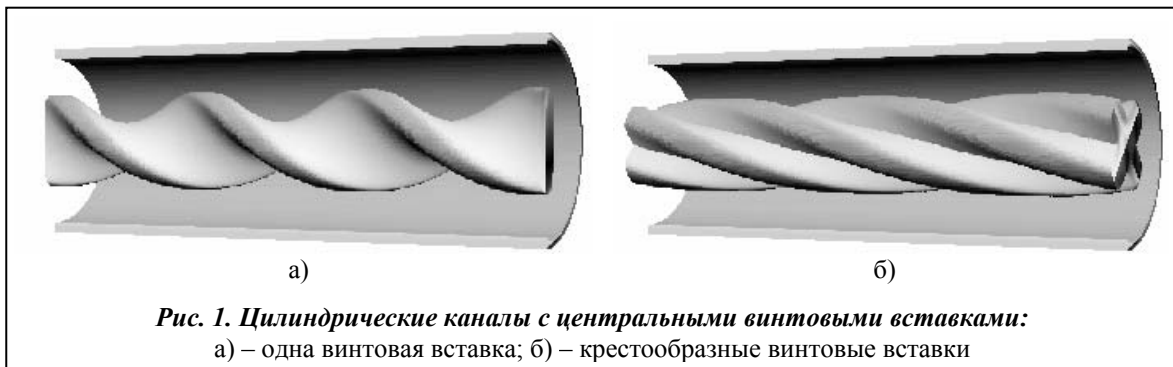 а)
б)
Рис. 1. Цилиндрические каналы с центральными винтовыми вставками:
а) – одна винтовая вставка; б) – крестообразные винтовые вставки